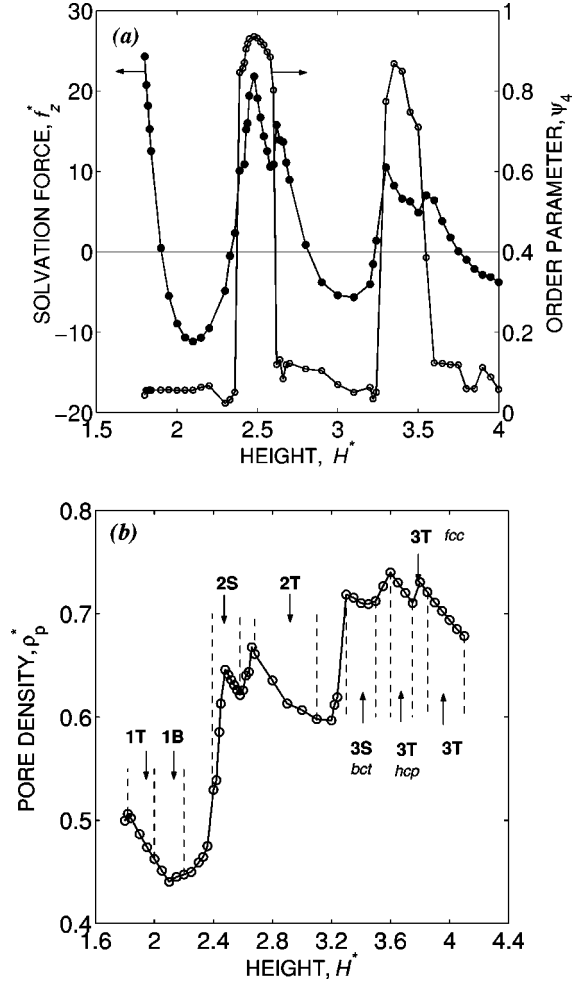 (a)
30
25
20
10
0
−10
−20
1.5
2
2.5
3
3.5
4
1
0.8
0.6
0.4
0.2
0
SOLVATION FORCE, f*z
ORDER PARAMETER, ψ4
HEIGHT, H*
(b)
0.8
0.7
0.6
0.5
0.4
1.6
2
2.4
2.8
3.2
3.6
4
4.4
PORE DENSITY, ρ*p
HEIGHT, H*
3T fcc
2S
2T
1T
1B
3S
bct
3T
hcp
3T